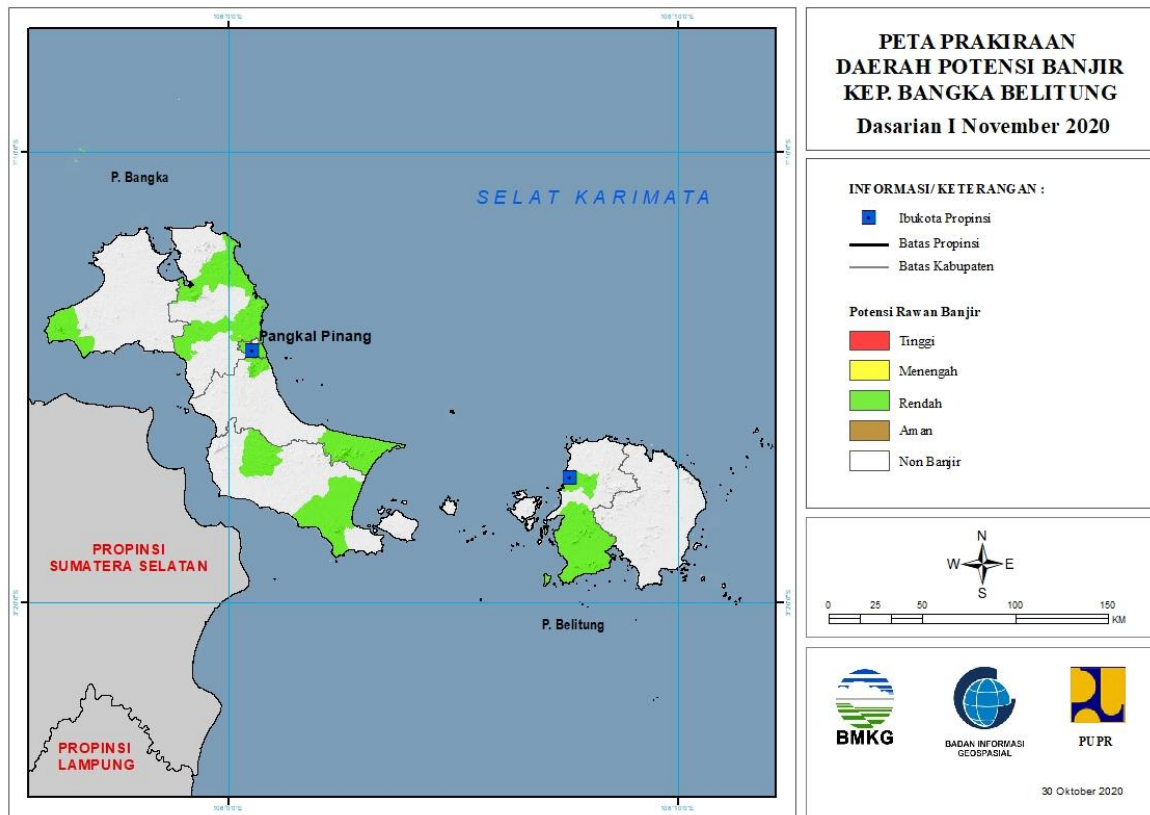 PETA PRAKIRAAN
DAERAH POTENSI BANJIR
KEP. BANGKA BELITUNG
Dasarian I November 2020
P. Bangka
SELAT KARIMATA
Pangkal Pinang
PROPINSI
SUMATERA SELATAN
P. Belitung
PROPINSI
LAMPUNG
INFORMASI/ KETERANGAN :
Ibukota Propinsi
Batas Propinsi
Batas Kabupaten
Potensi Rawan Banjir
Tinggi
Menengah
Rendah
Aman
Non Banjir
N
W E
S
0 25 50 100 150
KM
BMKG
BADAN INFORMASI
GEOSPASIAL
PUPR
30 Oktober 2020